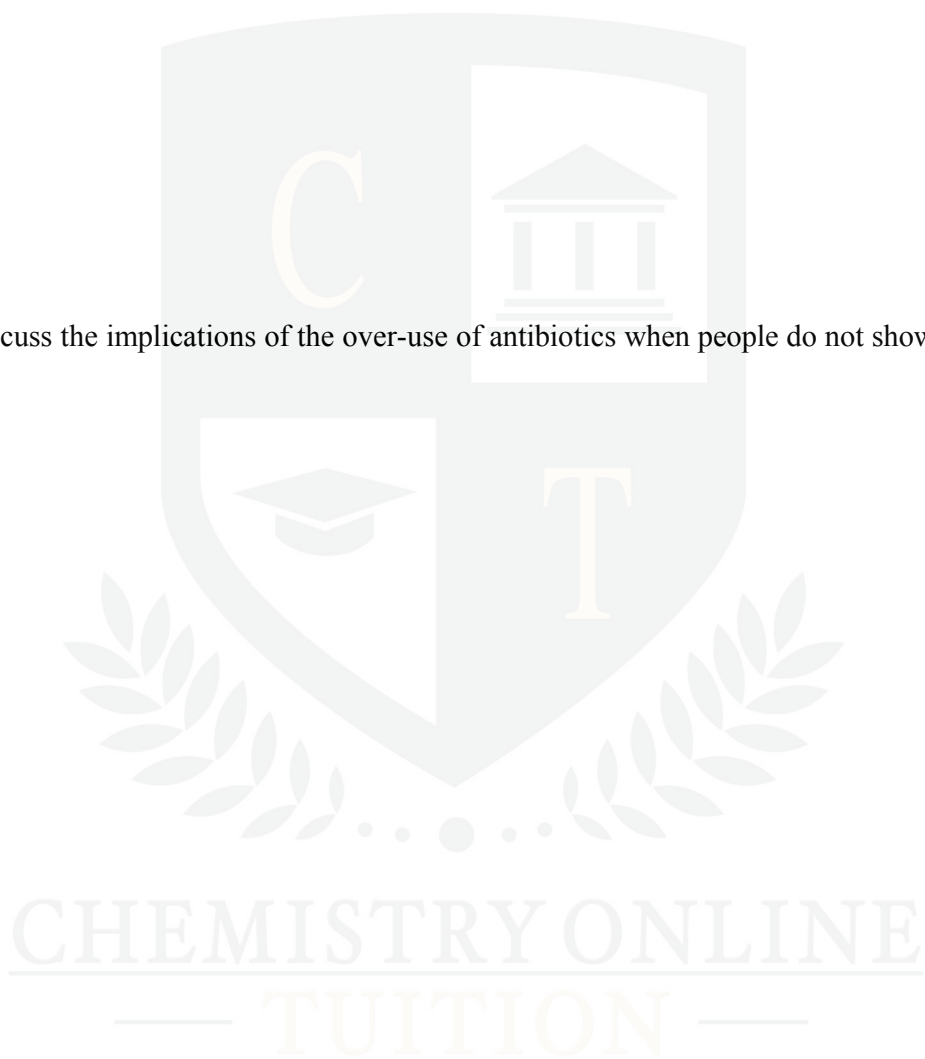 C
cuss the implications of the over-use of antibiotics when people do not show
T
CHEMISTRY ONLINE
— TUITION —